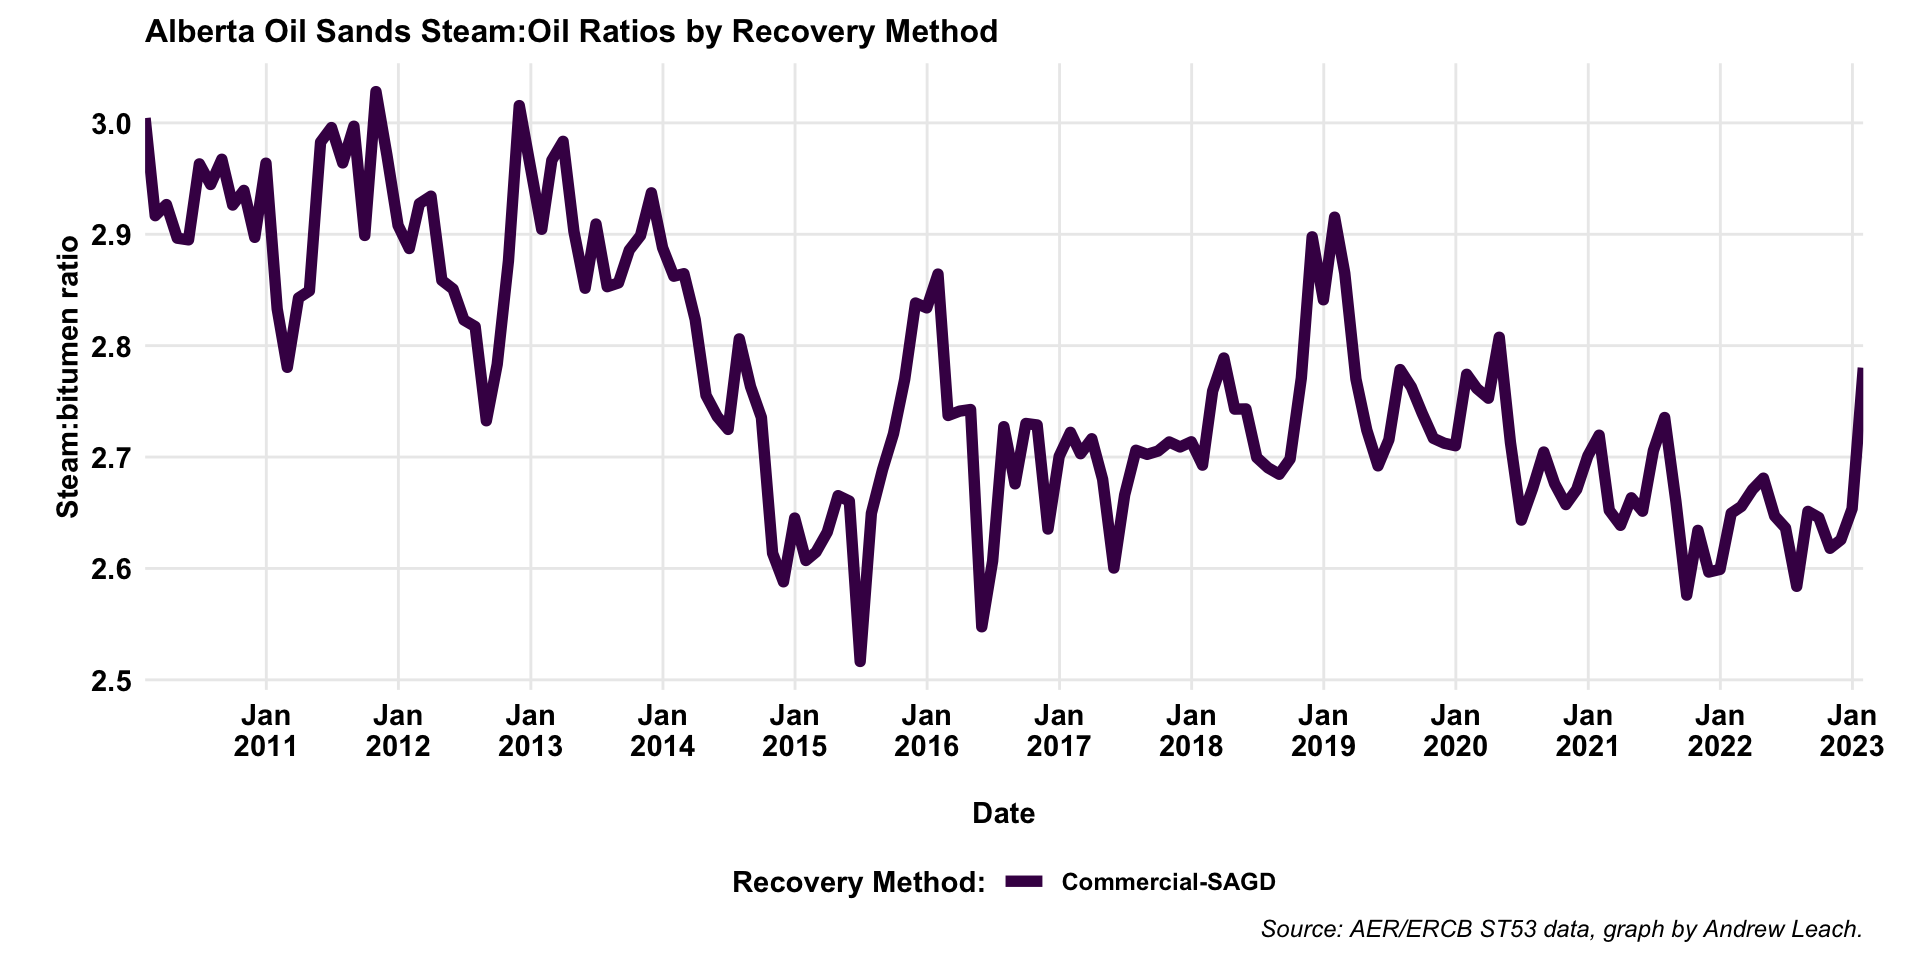 Alberta Oil Sands Steam:Oil Ratios by Recovery Method
Steam:bitumen ratio
3.0
2.9
2.8
2.7
2.6
2.5
Jan 2011
Jan 2012
Jan 2013
Jan 2014
Jan 2015
Jan 2016
Jan 2017
Jan 2018
Jan 2019
Jan 2020
Jan 2021
Jan 2022
Jan 2023
Date
Recovery Method: Commercial-SAGD
Source: AER/ERCB ST53 data, graph by Andrew Leach.